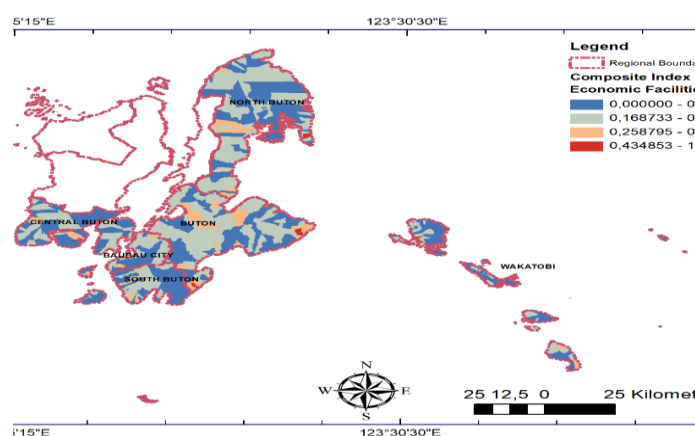 5'15"E 123°30'30"E
Legend
Regional Bounda
Composite Index
Economic Faciliti
0,000000 - 0
0,168733 - 0
0,258795 - 0
0,434853 - 1
NORTH BUTON
CENTRAL BUTON
BUTON
BAUBAU CITY
SOUTH BUTON
WAKATOBI
N
W E
S
25 12,5 0 25 Kilomet
5'15"E 123°30'30"E